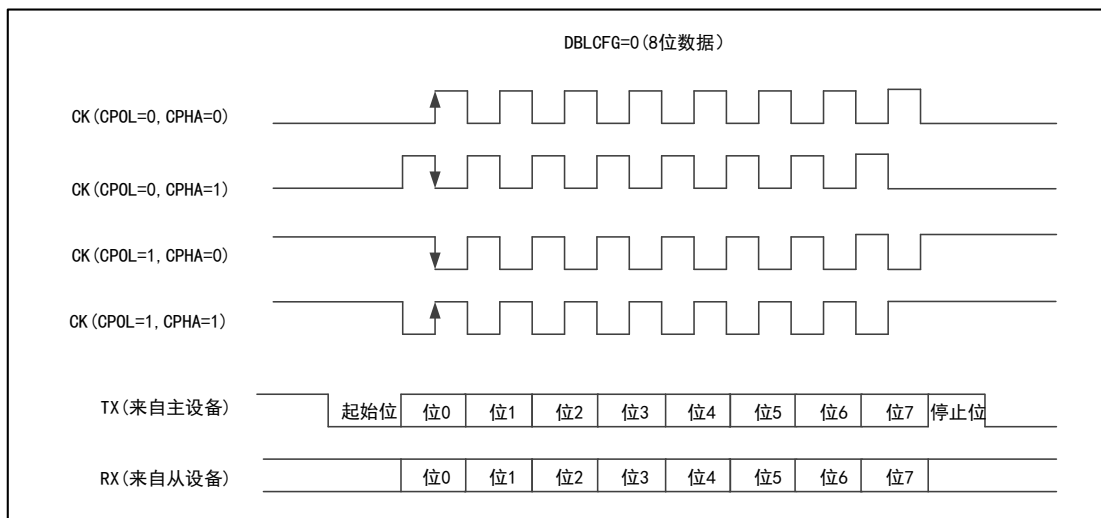 DBLCFG=0(8位数据)
CK(CPOL=0,CPHA=0)
CK(CPOL=0,CPHA=1)
CK(CPOL=1,CPHA=0)
CK(CPOL=1,CPHA=1)
TX(来自主设备) 起始位 位0 位1 位2 位3 位4 位5 位6 位7 停止位
RX(来自从设备) 位0 位1 位2 位3 位4 位5 位6 位7